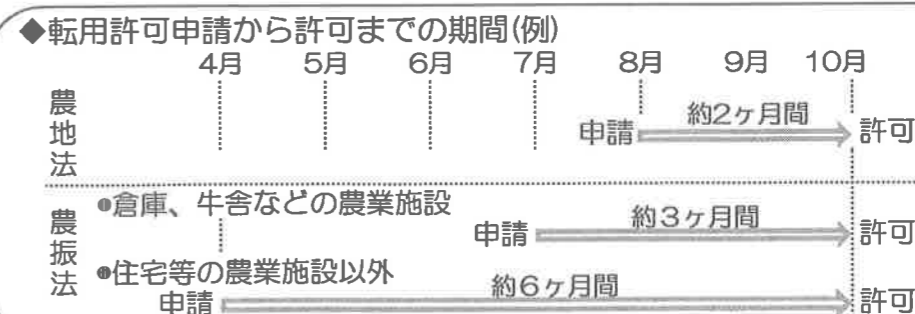 ◆転用許可申請から許可までの期間(例)
4月 5月 6月 7月 8月 9月 10月
農地法
申請 約2ヶ月間 許可
農振法
●倉庫、牛舎などの農業施設
申請 約3ヶ月間 許可
●住宅等の農業施設以外
申請 約6ヶ月間 許可